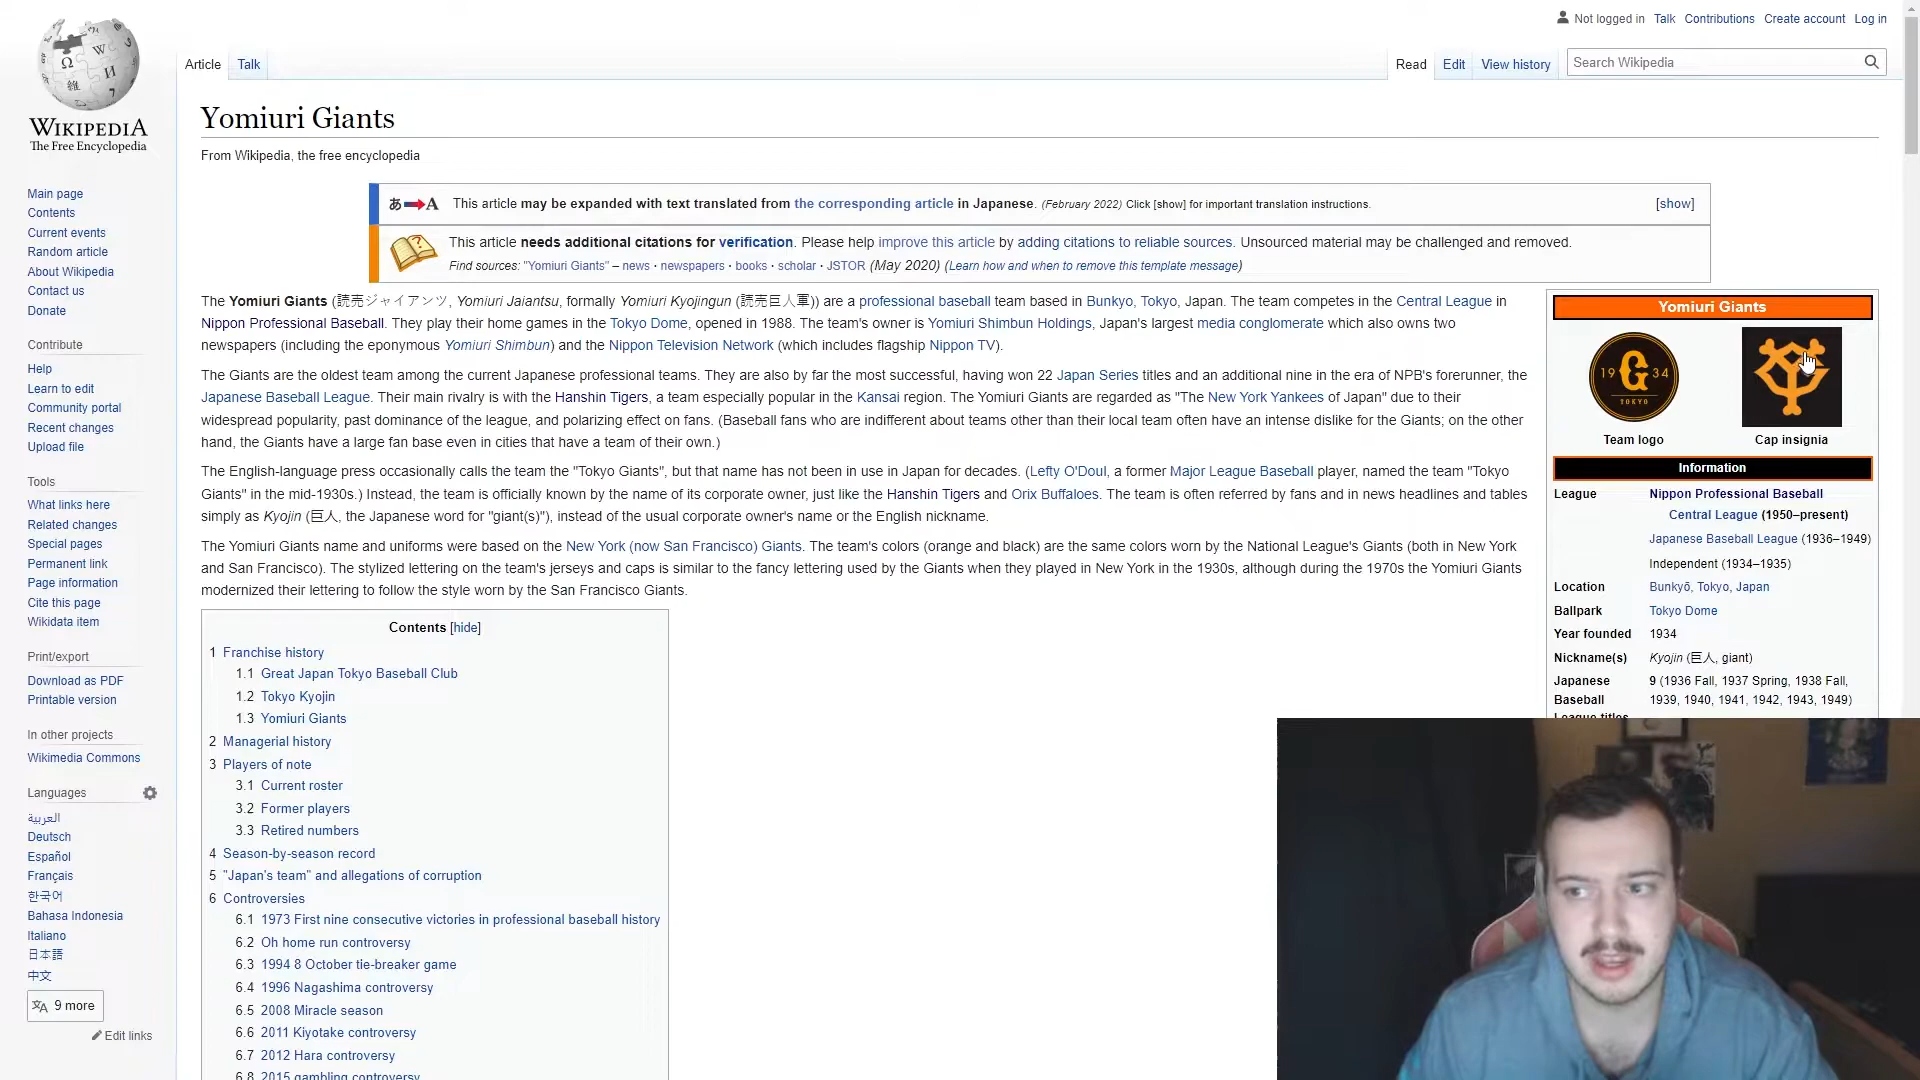 Not logged in Talk Contributions Create account Log in
Article Talk
Read Edit View history Search Wikipedia
WIKIPEDIA
The Free Encyclopedia
Main page
Contents
Current events
Random article
About Wikipedia
Contact us
Donate
Contribute
Help
Learn to edit
Community portal
Recent changes
Upload file
Tools
What links here
Related changes
Special pages
Permanent link
Page information
Cite this page
Wikidata item
Print/export
Download as PDF
Printable version
In other projects
Wikimedia Commons
Languages
العربية
Deutsch
Español
Français
한국어
Bahasa Indonesia
Italiano
日本語
中文
9 more
Edit links
Yomiuri Giants
From Wikipedia, the free encyclopedia
This article may be expanded with text translated from the corresponding article in Japanese. (February 2022) Click [show] for important translation instructions. [show]
This article needs additional citations for verification. Please help improve this article by adding citations to reliable sources. Unsourced material may be challenged and removed.
Find sources: "Yomiuri Giants" – news · newspapers · books · scholar · JSTOR (May 2020) (Learn how and when to remove this template message)
The Yomiuri Giants (読売ジャイアンツ, Yomiuri Jaiantsu, formally Yomiuri Kyojingun (読売巨人軍)) are a professional baseball team based in Bunkyo, Tokyo, Japan. The team competes in the Central League in
Nippon Professional Baseball. They play their home games in the Tokyo Dome, opened in 1988. The team's owner is Yomiuri Shimbun Holdings, Japan's largest media conglomerate which also owns two
newspapers (including the eponymous Yomiuri Shimbun) and the Nippon Television Network (which includes flagship Nippon TV).
The Giants are the oldest team among the current Japanese professional teams. They are also by far the most successful, having won 22 Japan Series titles and an additional nine in the era of NPB's forerunner, the
Japanese Baseball League. Their main rivalry is with the Hanshin Tigers, a team especially popular in the Kansai region. The Yomiuri Giants are regarded as "The New York Yankees of Japan" due to their
widespread popularity, past dominance of the league, and polarizing effect on fans. (Baseball fans who are indifferent about teams other than their local team often have an intense dislike for the Giants; on the other
hand, the Giants have a large fan base even in cities that have a team of their own.)
The English-language press occasionally calls the team the "Tokyo Giants", but that name has not been in use in Japan for decades. (Lefty O'Doul, a former Major League Baseball player, named the team "Tokyo
Giants" in the mid-1930s.) Instead, the team is officially known by the name of its corporate owner, just like the Hanshin Tigers and Orix Buffaloes. The team is often referred by fans and in news headlines and tables
simply as Kyojin (巨人, the Japanese word for "giant(s)"), instead of the usual corporate owner's name or the English nickname.
The Yomiuri Giants name and uniforms were based on the New York (now San Francisco) Giants. The team's colors (orange and black) are the same colors worn by the National League's Giants (both in New York
and San Francisco). The stylized lettering on the team's jerseys and caps is similar to the fancy lettering used by the Giants when they played in New York in the 1930s, although during the 1970s the Yomiuri Giants
modernized their lettering to follow the style worn by the San Francisco Giants.
Contents [hide]
1 Franchise history
1.1 Great Japan Tokyo Baseball Club
1.2 Tokyo Kyojin
1.3 Yomiuri Giants
2 Managerial history
3 Players of note
3.1 Current roster
3.2 Former players
3.3 Retired numbers
4 Season-by-season record
5 "Japan's team" and allegations of corruption
6 Controversies
6.1 1973 First nine consecutive victories in professional baseball history
6.2 Oh home run controversy
6.3 1994 8 October tie-breaker game
6.4 1996 Nagashima controversy
6.5 2008 Miracle season
6.6 2011 Kiyotake controversy
6.7 2012 Hara controversy
6.8 2015 gambling controversy
Yomiuri Giants
19 G 34
TOKYO
Team logo Cap insignia
Information
League Nippon Professional Baseball
Central League (1950–present)
Japanese Baseball League (1936–1949)
Independent (1934–1935)
Location Bunkyō, Tokyo, Japan
Ballpark Tokyo Dome
Year founded 1934
Nickname(s) Kyojin (巨人, giant)
Japanese 9 (1936 Fall, 1937 Spring, 1938 Fall,
Baseball 1939, 1940, 1941, 1942, 1943, 1949)
League titles